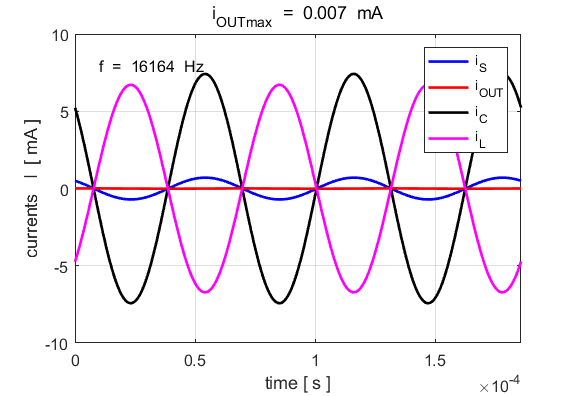 i_OUTmax = 0.007 mA
f = 16164 Hz
i_S
i_OUT
i_C
i_L
currents I [ mA ]
10
5
0
-5
-10
0 0.5 1 1.5
time [ s ]
×10^-4